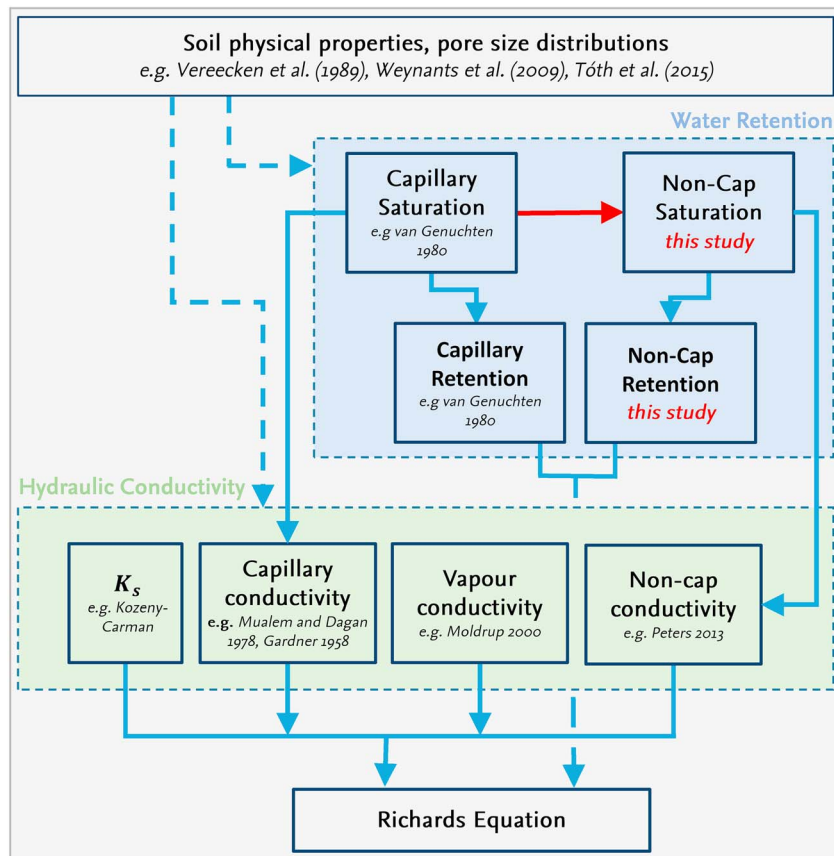 Soil physical properties, pore size distributions
e.g. Vereecken et al. (1989), Weynants et al. (2009), Tóth et al. (2015)
Water Retention
Capillary
Saturation
e.g van Genuchten
1980
Non-Cap
Saturation
this study
Capillary
Retention
e.g van Genuchten
1980
Non-Cap
Retention
this study
Hydraulic Conductivity
Ks
e.g. Kozeny-
Carman
Capillary
conductivity
e.g. Mualem and Dagan
1978, Gardner 1958
Vapour
conductivity
e.g. Moldrup 2000
Non-cap
conductivity
e.g. Peters 2013
Richards Equation